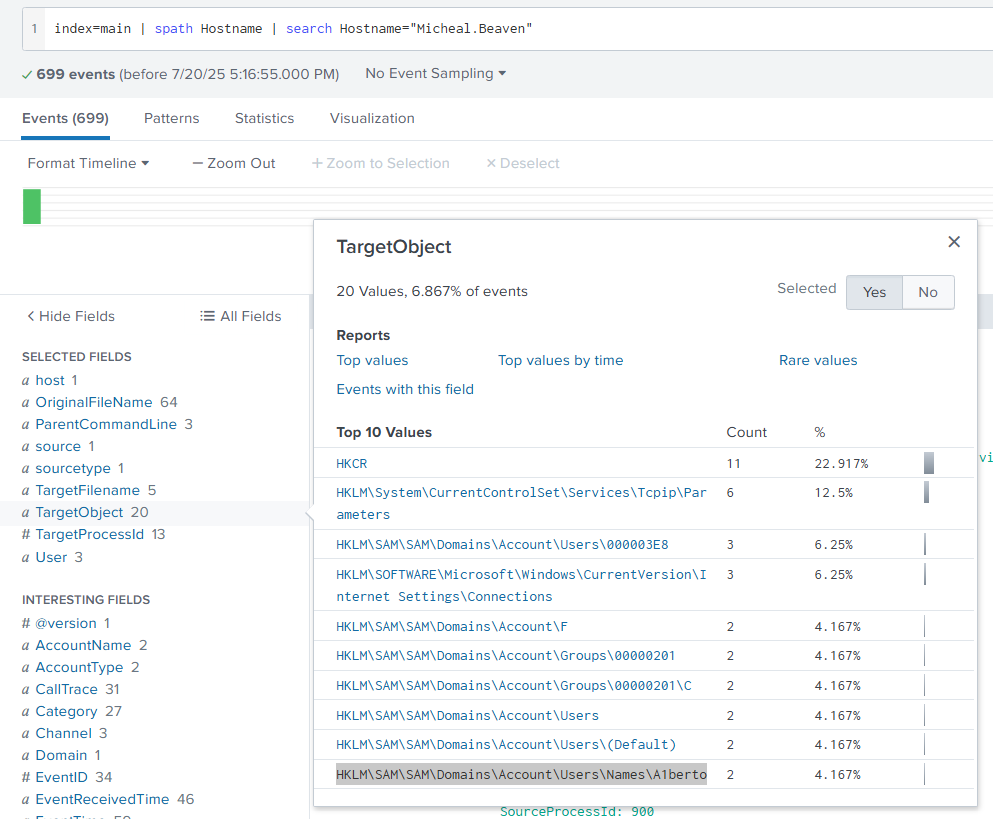 1 index=main | spath Hostname | search Hostname="Micheal.Beaven"
✓ 699 events (before 7/20/25 5:16:55.000 PM) No Event Sampling ▾
Events (699) Patterns Statistics Visualization
Format Timeline ▾ — Zoom Out + Zoom to Selection × Deselect
TargetObject ×
20 Values, 6.867% of events
Selected Yes No
Reports
Top values Top values by time Rare values
Events with this field
Top 10 Values Count %
HKCR 11 22.917%
HKLM\System\CurrentControlSet\Services\Tcpip\Par 6 12.5%
ameters
HKLM\SAM\SAM\Domains\Account\Users\000003E8 3 6.25%
HKLM\SOFTWARE\Microsoft\Windows\CurrentVersion\I 3 6.25%
nternet Settings\Connections
HKLM\SAM\SAM\Domains\Account\F 2 4.167%
HKLM\SAM\SAM\Domains\Account\Groups\00000201 2 4.167%
HKLM\SAM\SAM\Domains\Account\Groups\00000201\C 2 4.167%
HKLM\SAM\SAM\Domains\Account\Users 2 4.167%
HKLM\SAM\SAM\Domains\Account\Users\(Default) 2 4.167%
HKLM\SAM\SAM\Domains\Account\Users\Names\A1berto 2 4.167%
< Hide Fields All Fields
SELECTED FIELDS
a host 1
a OriginalFileName 64
a ParentCommandLine 3
a source 1
a sourcetype 1
a TargetFilename 5
a TargetObject 20
# TargetProcessId 13
a User 3
INTERESTING FIELDS
# @version 1
a AccountName 2
a AccountType 2
a CallTrace 31
a Category 27
a Channel 3
a Domain 1
# EventID 34
a EventReceivedTime 46
vi
SourceProcessId: 900